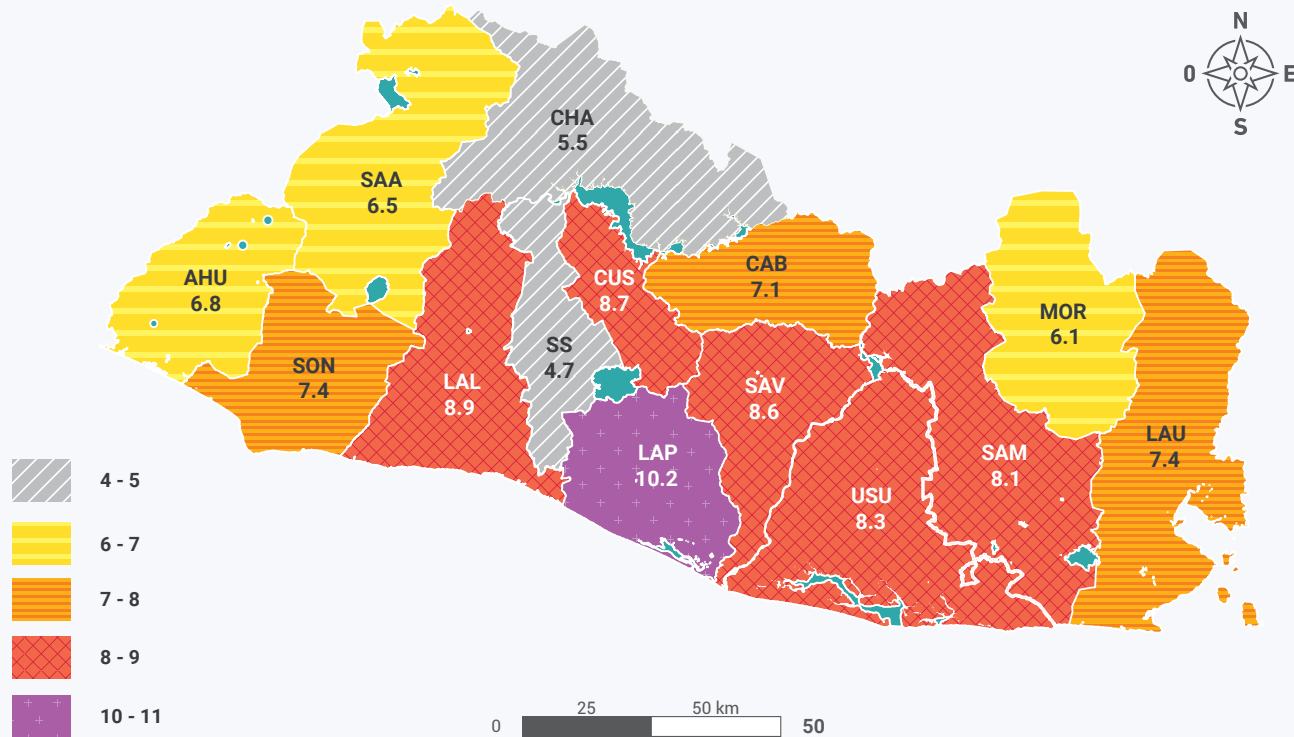 N
O
E
S
CHA
5.5
SAA
6.5
AHU
6.8
CUS
8.7
CAB
7.1
MOR
6.1
SON
7.4
SS
4.7
LAL
8.9
SAV
8.6
LAU
7.4
LAP
10.2
SAM
8.1
USU
8.3
4 - 5
6 - 7
7 - 8
8 - 9
10 - 11
25
50 km
0
50